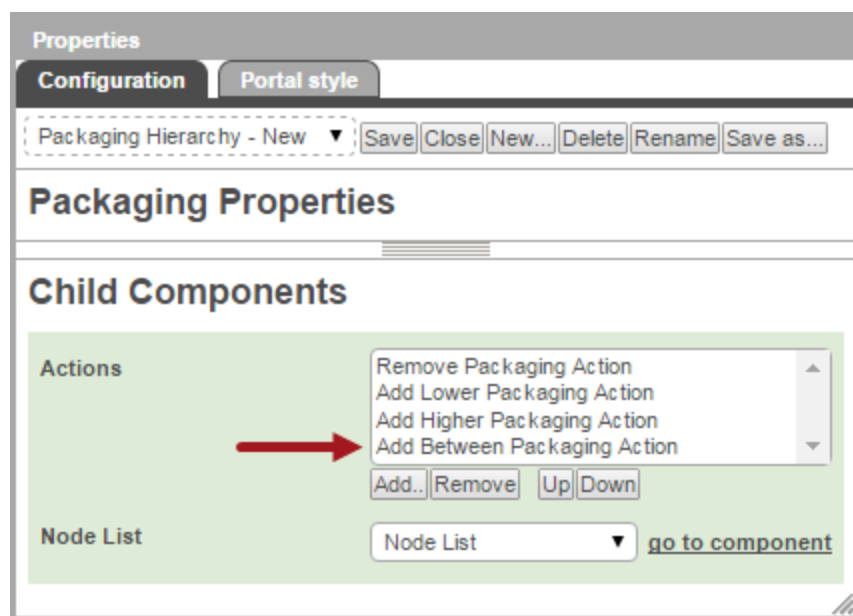 Properties
Configuration Portal style
Packaging Hierarchy - New Save Close New... Delete Rename Save as...
Packaging Properties
Child Components
Actions
Remove Packaging Action
Add Lower Packaging Action
Add Higher Packaging Action
Add Between Packaging Action
Add.. Remove Up Down
Node List Node List go to component